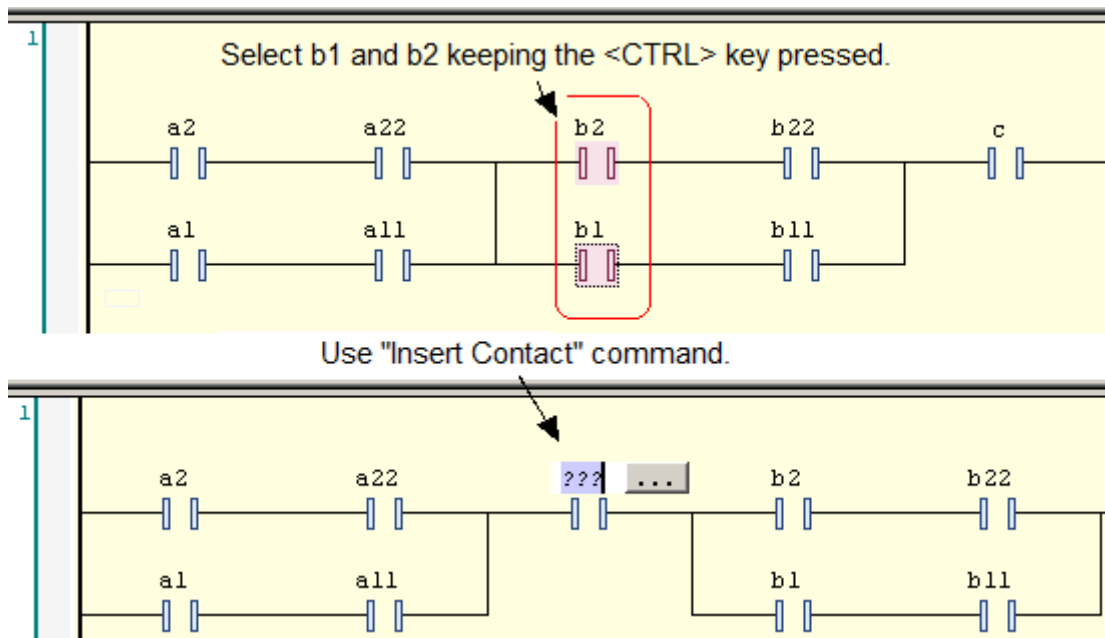 1
Select b1 and b2 keeping the <CTRL> key pressed.
a2 a22 b2 b22 c
a1 a11 b1 b11
Use "Insert Contact" command.
1
a2 a22 ??? ... b2 b22
a1 a11 b1 b11